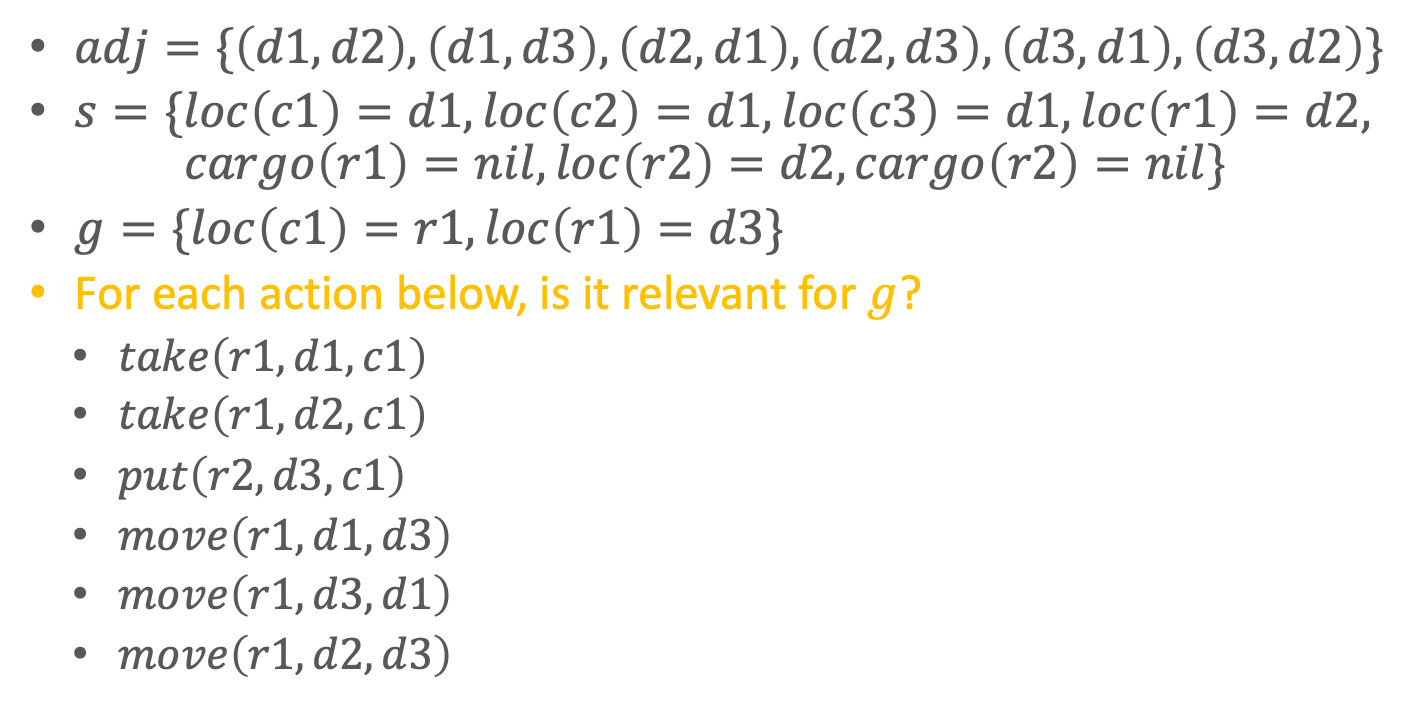 • adj = {(d1, d2), (d1, d3), (d2, d1), (d2, d3), (d3, d1), (d3, d2)}
• s = {loc(c1) = d1, loc(c2) = d1, loc(c3) = d1, loc(r1) = d2,
cargo(r1) = nil, loc(r2) = d2, cargo(r2) = nil}
• g = {loc(c1) = r1, loc(r1) = d3}
• For each action below, is it relevant for g?
• take(r1, d1, c1)
• take(r1, d2, c1)
• put(r2, d3, c1)
• move(r1, d1, d3)
• move(r1, d3, d1)
• move(r1, d2, d3)